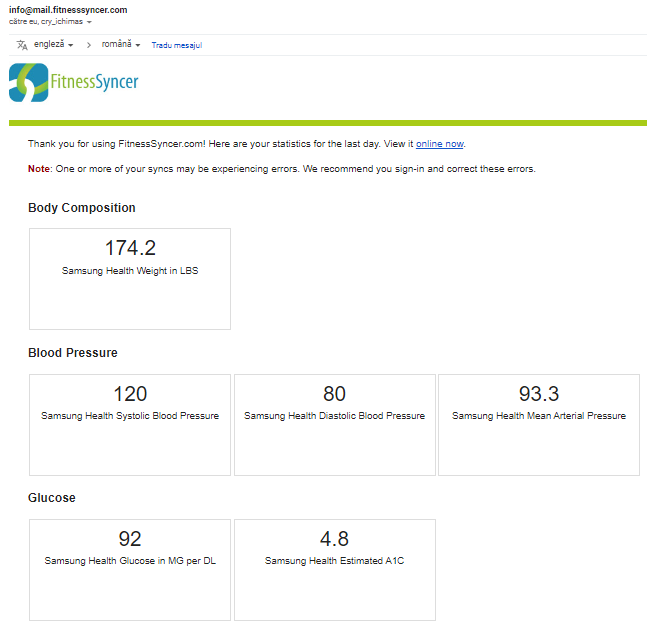 info@mail.fitnesssyncer.com
către eu, cry_ichimas
engleză
română
Tradu mesajul
FitnessSyncer
Thank you for using FitnessSyncer.com! Here are your statistics for the last day. View it online now.
Note: One or more of your syncs may be experiencing errors. We recommend you sign-in and correct these errors.
Body Composition
174.2
Samsung Health Weight in LBS
Blood Pressure
120
Samsung Health Systolic Blood Pressure
80
Samsung Health Diastolic Blood Pressure
93.3
Samsung Health Mean Arterial Pressure
Glucose
92
Samsung Health Glucose in MG per DL
4.8
Samsung Health Estimated A1C